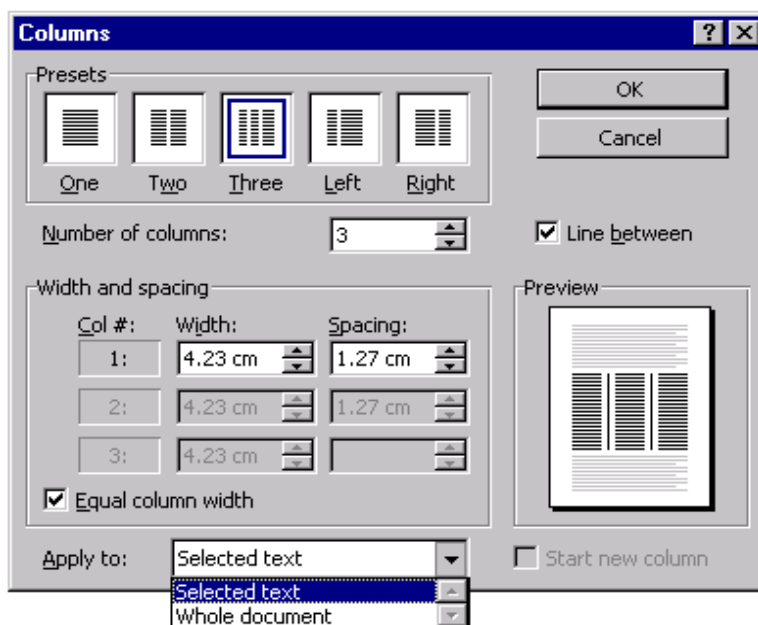 Columns
Presets
OK
Cancel
One Two Three Left Right
Number of columns: 3
Line between
Width and spacing
Preview
Col #: Width: Spacing:
1: 4.23 cm 1.27 cm
2: 4.23 cm 1.27 cm
3: 4.23 cm
Equal column width
Apply to: Selected text
Start new column
Selected text
Whole document